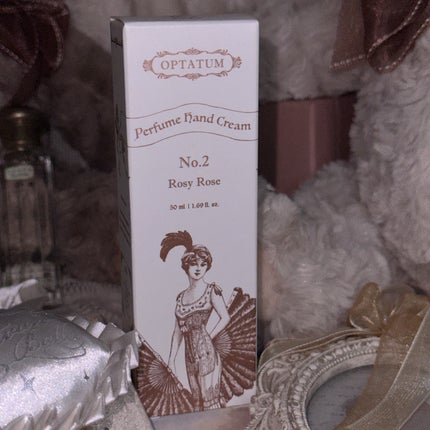 OPTATUM
Perfume Hand Cream
No.2
Rosy Rose
50 ml | 1.69 fl. oz.